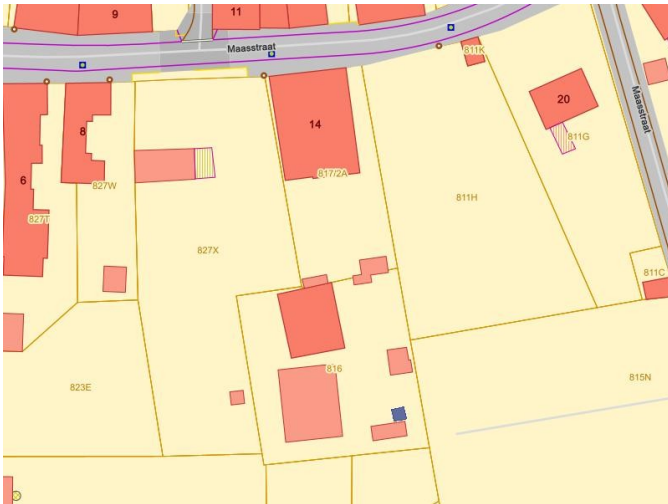 9
11
Maasstraat
811K
8
14
20
Maasstraat
811G
6
827W
817/2A
811H
827T
827X
811C
816
815N
823E